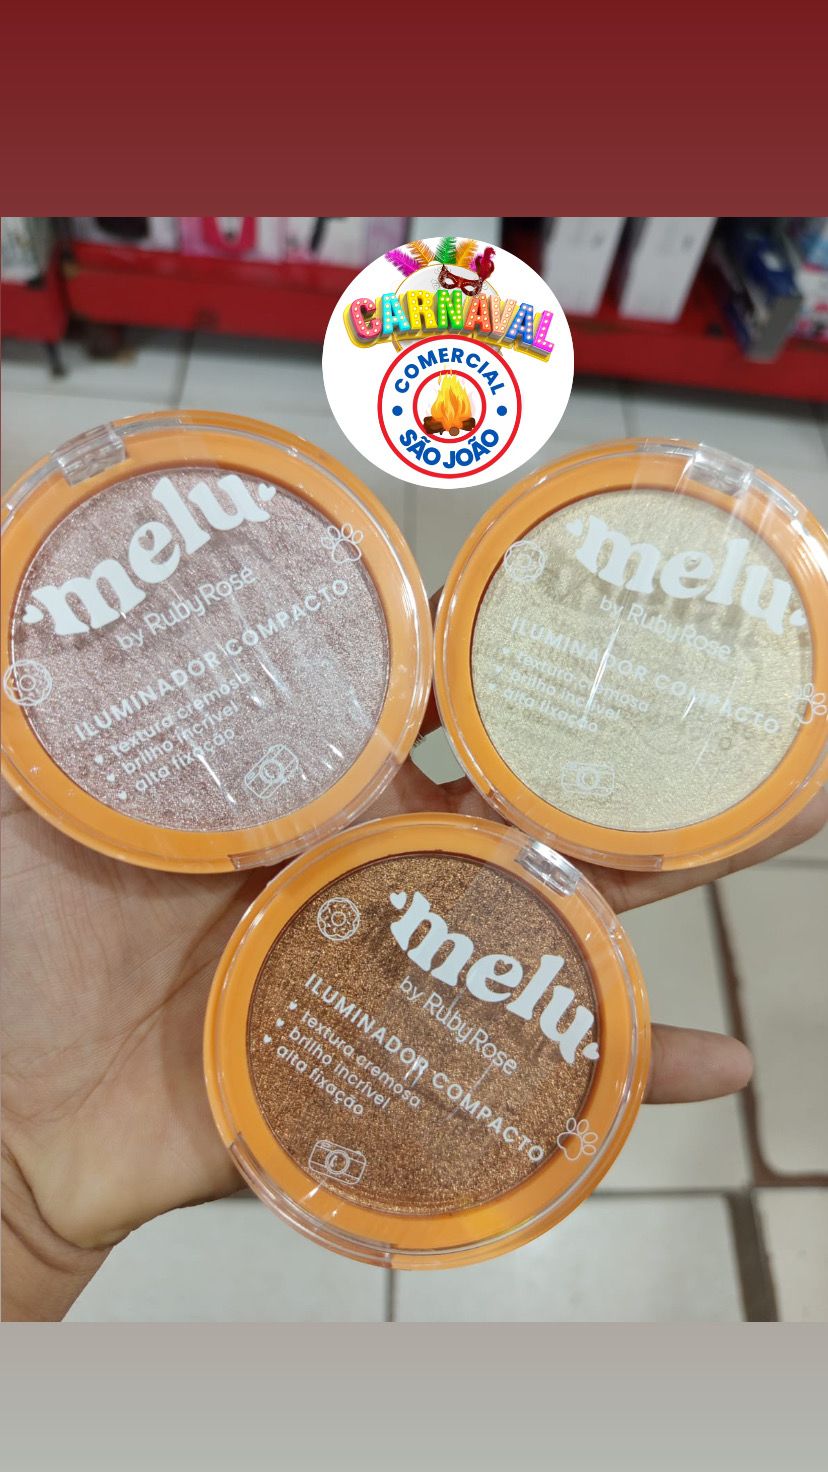 CARNAVAL
COMERCIAL
SÃO JOÃO
melu
by RubyRose
ILUMINADOR COMPACTO
textura cremosa
brilho incrível
alta fixação
melu
by RubyRose
ILUMINADOR COMPACTO
textura cremosa
brilho incrível
alta fixação
melu
by RubyRose
ILUMINADOR COMPACTO
textura cremosa
brilho incrível
alta fixação